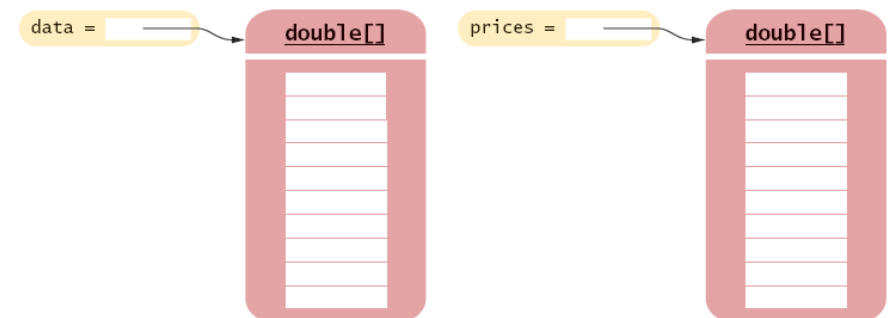 data =
double[]
prices =
double[]